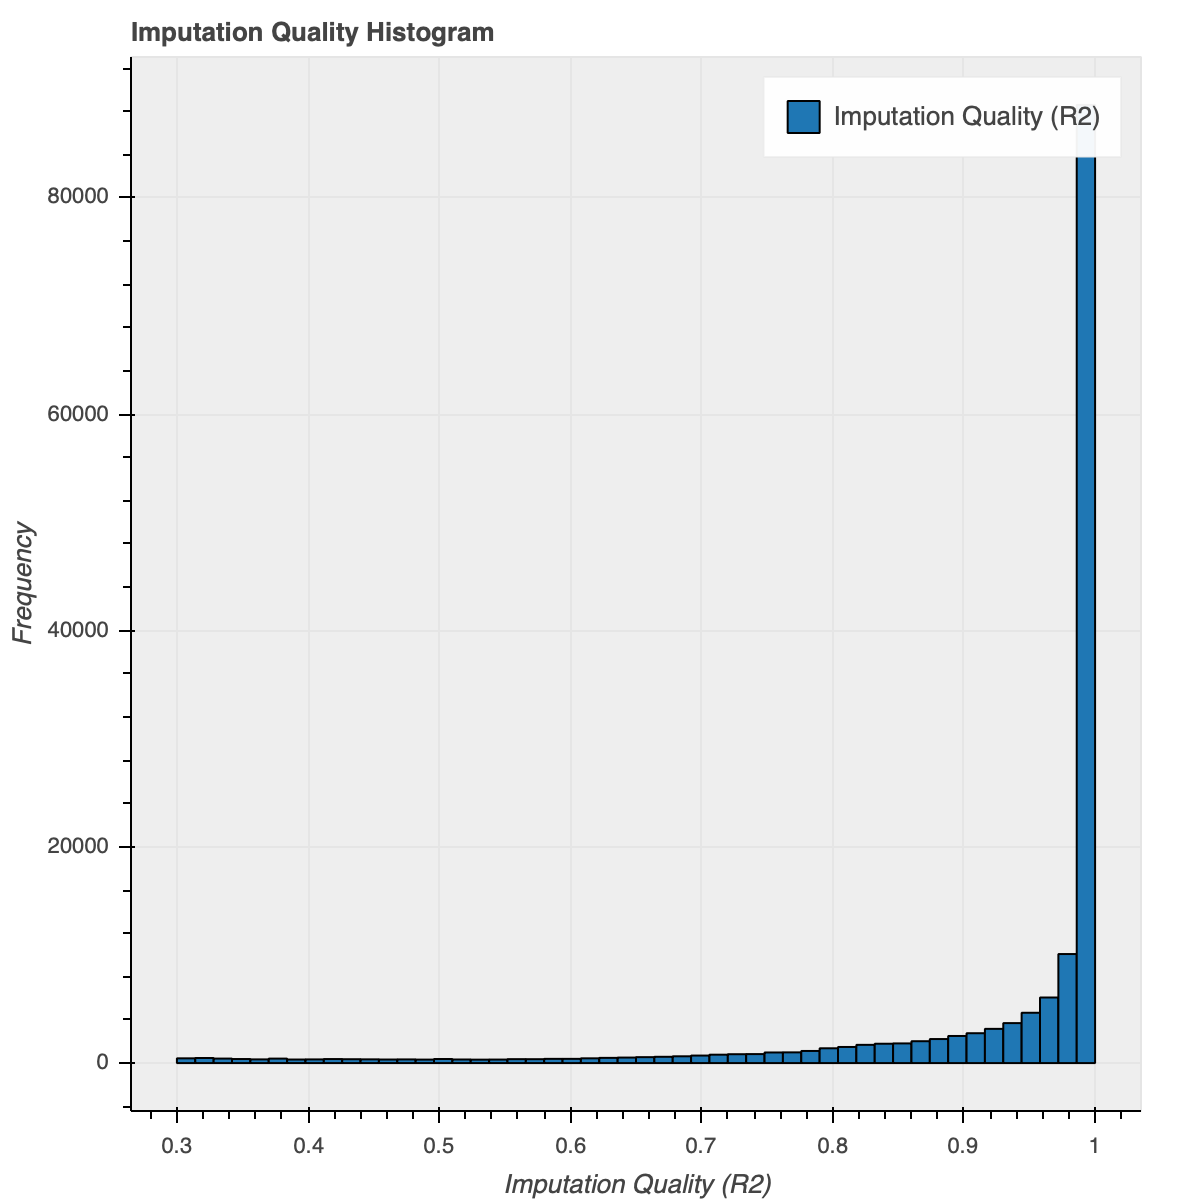 Imputation Quality Histogram
Imputation Quality (R2)
80000
60000
40000
20000
0
Frequency
0.3 0.4 0.5 0.6 0.7 0.8 0.9 1
Imputation Quality (R2)